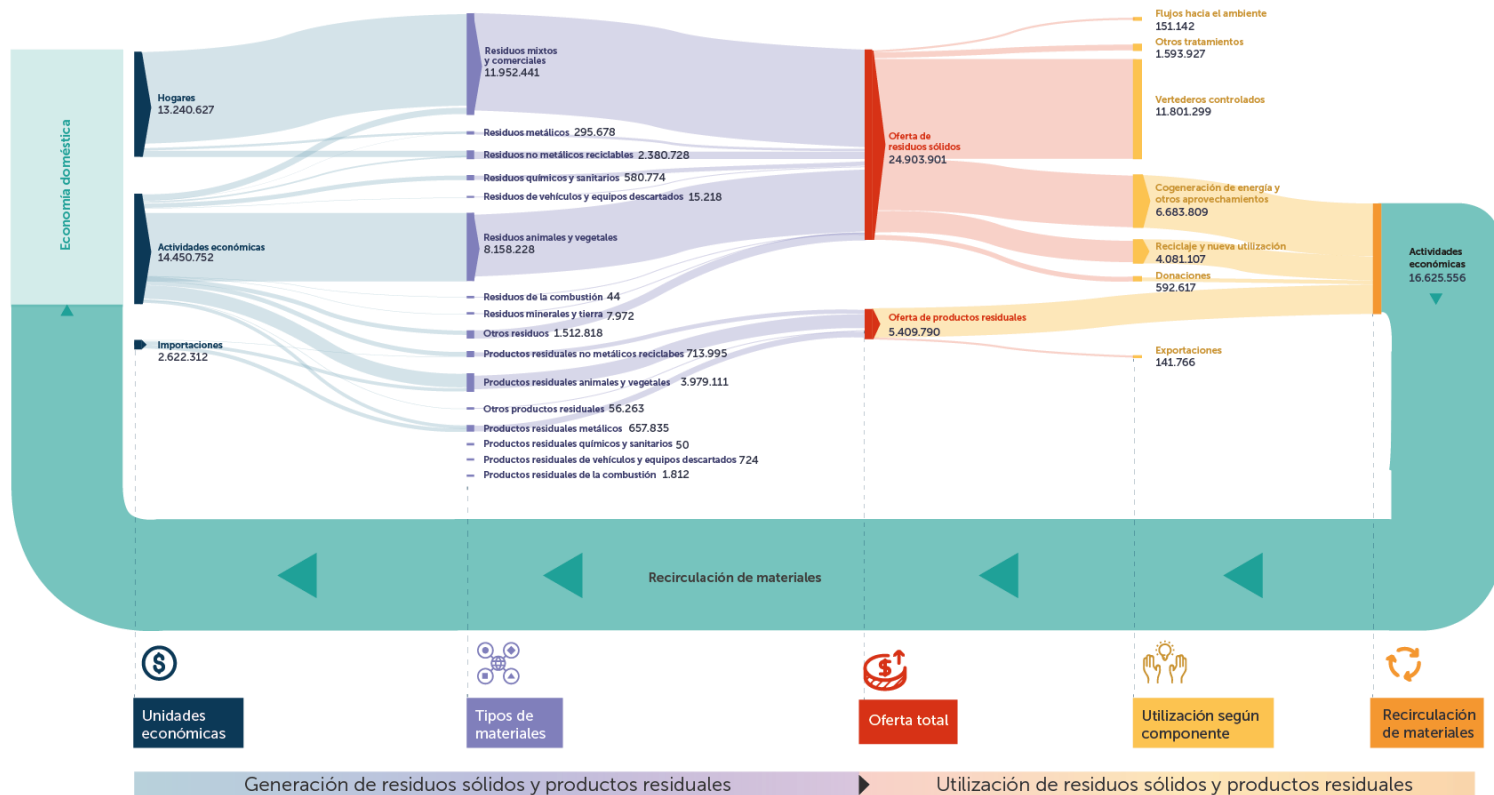 Economía doméstica
Hogares
13.240.627
Actividades económicas
14.450.752
Importaciones
2.622.312
Residuos mixtos
y comerciales
11.952.441
Residuos metálicos 295.678
Residuos no metálicos reciclables 2.380.728
Residuos químicos y sanitarios 580.774
Residuos de vehículos y equipos descartados 15.218
Residuos animales y vegetales
8.158.228
Residuos de la combustión 44
Residuos minerales y tierra 7.972
Otros residuos 1.512.818
Productos residuales no metálicos reciclabes 713.995
Productos residuales animales y vegetales 3.979.111
Otros productos residuales 56.263
Productos residuales metálicos 657.835
Productos residuales químicos y sanitarios 50
Productos residuales de vehículos y equipos descartados 724
Productos residuales de la combustión 1.812
Oferta de
residuos sólidos
24.903.901
Oferta de productos residuales
5.409.790
Flujos hacia el ambiente
151.142
Otros tratamientos
1.593.927
Vertederos controlados
11.801.299
Cogeneración de energía y
otros aprovechamientos
6.683.809
Reciclaje y nueva utilización
4.081.107
Donaciones
592.617
Exportaciones
141.766
Actividades
económicas
16.625.556
Recirculación de materiales
Unidades
económicas
Tipos de
materiales
Oferta total
Utilización según
componente
Recirculación
de materiales
Generación de residuos sólidos y productos residuales
Utilización de residuos sólidos y productos residuales